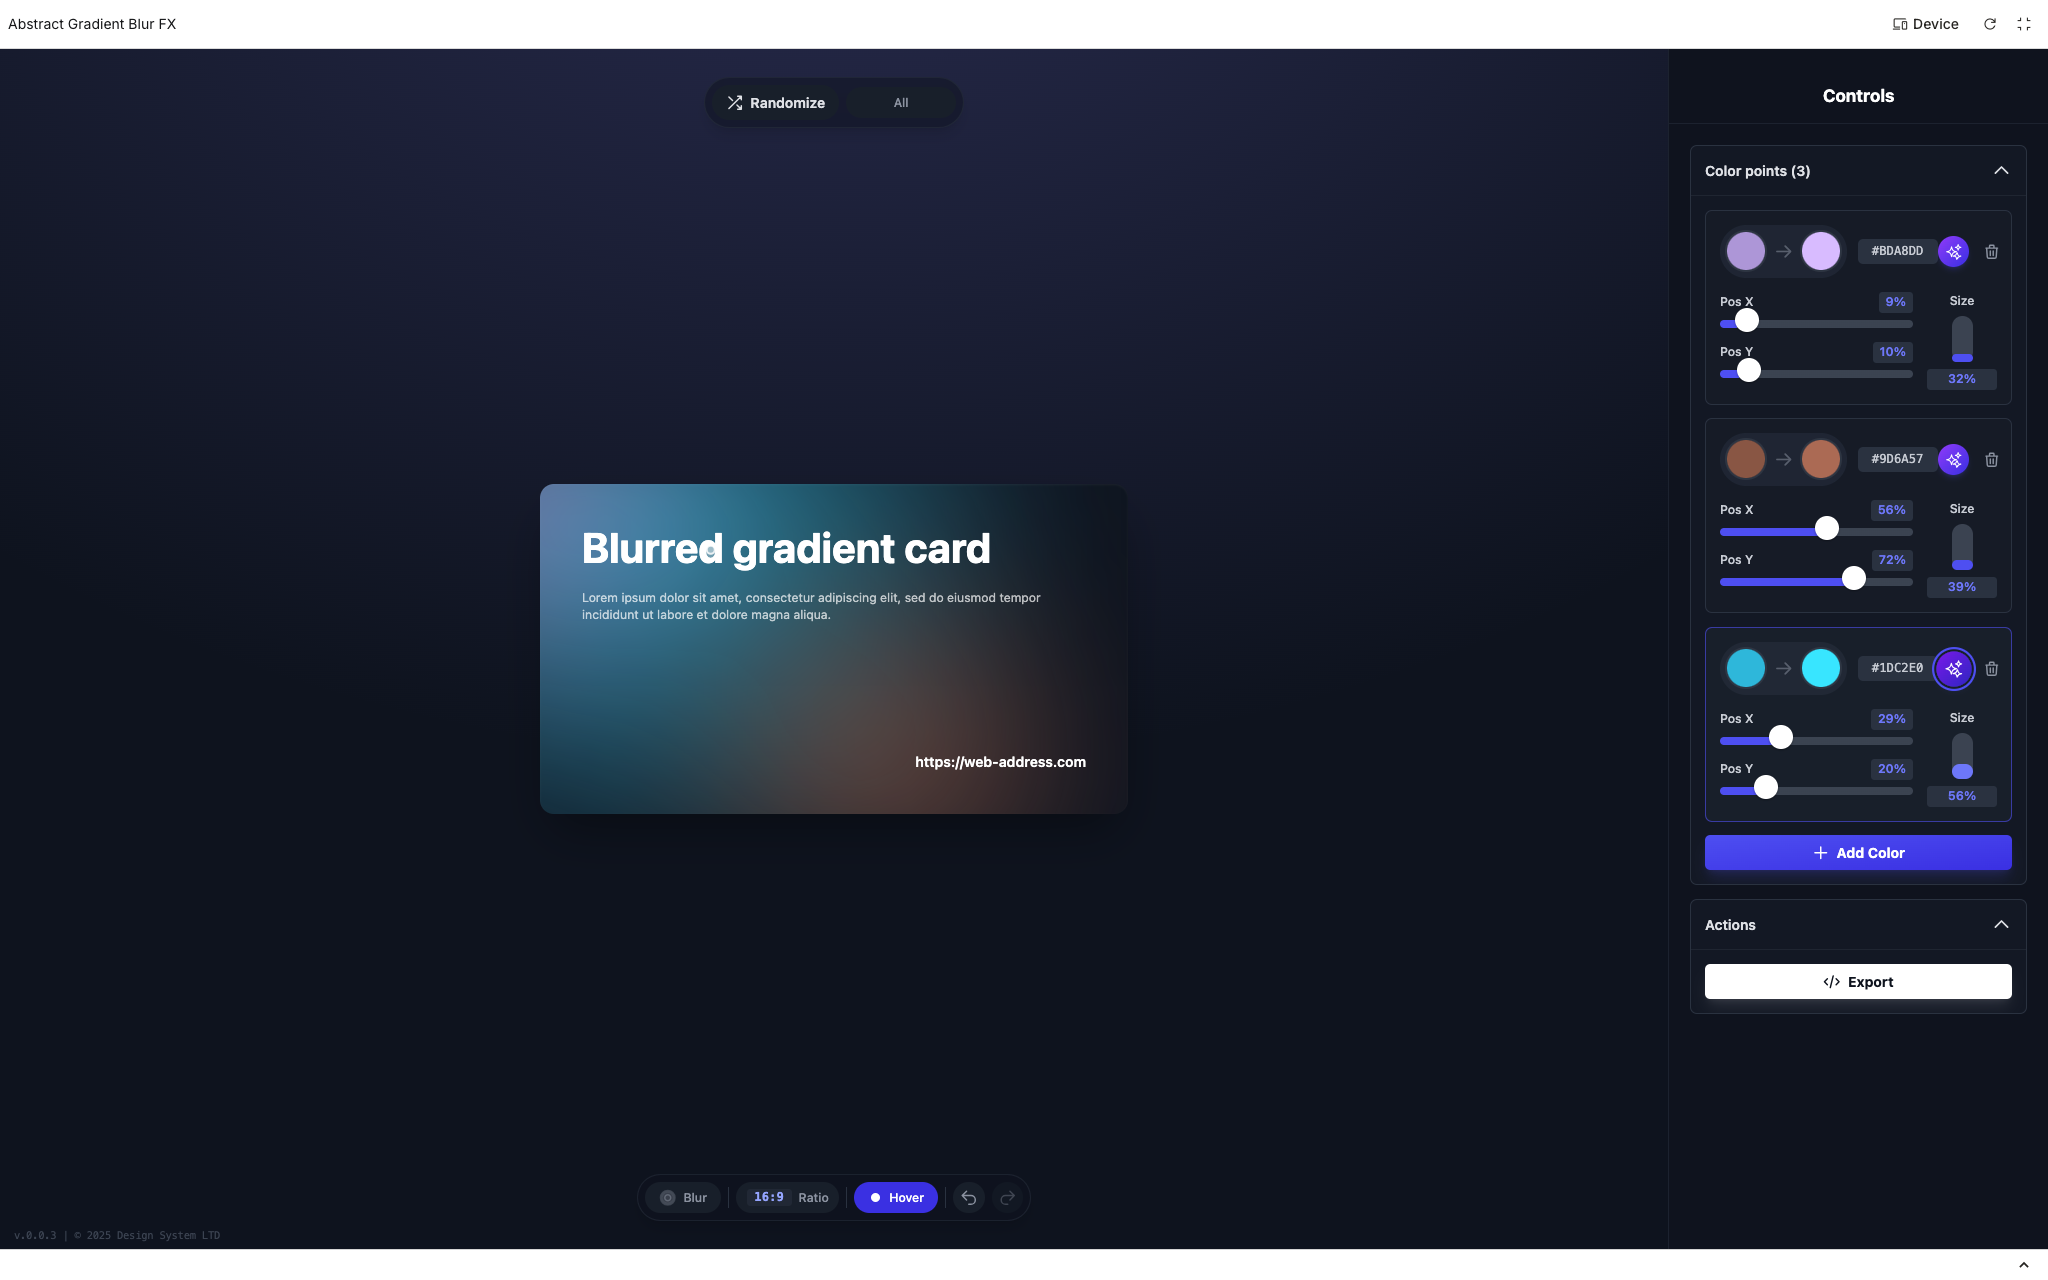 Abstract Gradient Blur FX
Device
Randomize
All
Controls
Color points (3)
#BDA8DD
Pos X
9%
Size
Pos Y
10%
32%
#9D6A57
Pos X
56%
Size
Pos Y
72%
39%
#1DC2E0
Pos X
29%
Size
Pos Y
20%
56%
Add Color
Actions
Export
Blurred gradient card
Lorem ipsum dolor sit amet, consectetur adipiscing elit, sed do eiusmod tempor
incididunt ut labore et dolore magna aliqua.
https://web-address.com
Blur
16:9 Ratio
Hover
v.0.0.3 | © 2025 Design System LTD